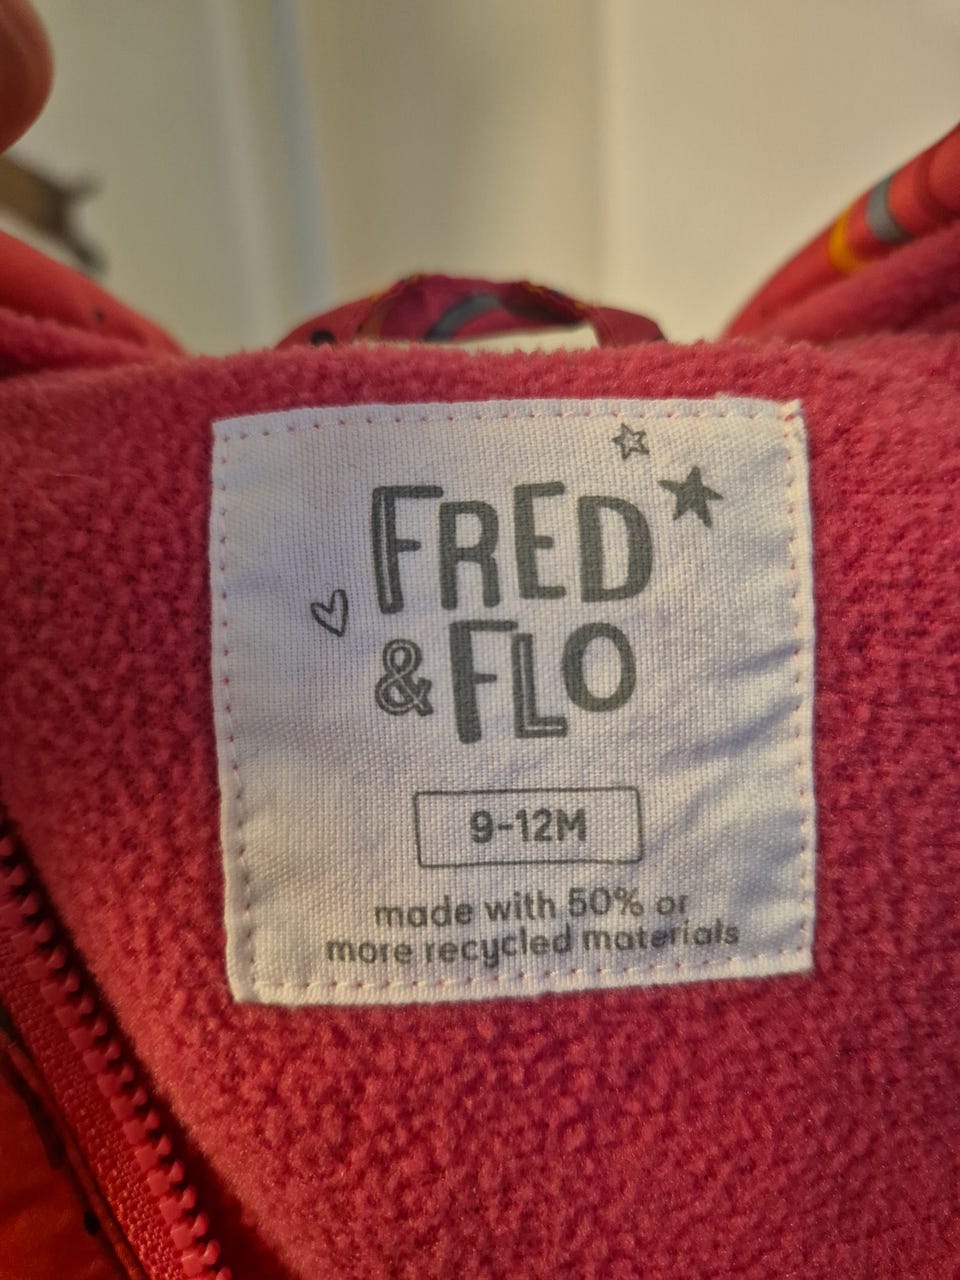 FRED
& FLO
9-12M
made with 50% or
more recycled materials